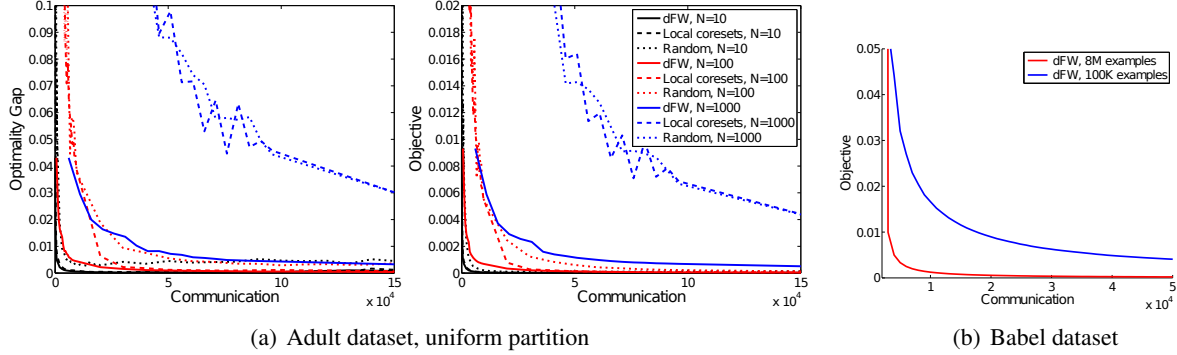 0.1
0.09
0.08
0.07
0.06
0.05
0.04
0.03
0.02
0.01
0
Optimality Gap
0 5 10 15
Communication x 10^4
0.02
0.018
0.016
0.014
0.012
0.01
0.008
0.006
0.004
0.002
0
Objective
0 5 10 15
Communication x 10^4
dFW, N=10
Local coresets, N=10
Random, N=10
dFW, N=100
Local coresets, N=100
Random, N=100
dFW, N=1000
Local coresets, N=1000
Random, N=1000
0.05
0.04
0.03
0.02
0.01
0
Objective
1 2 3 4 5
Communication x 10^4
dFW, 8M examples
dFW, 100K examples
(a) Adult dataset, uniform partition
(b) Babel dataset